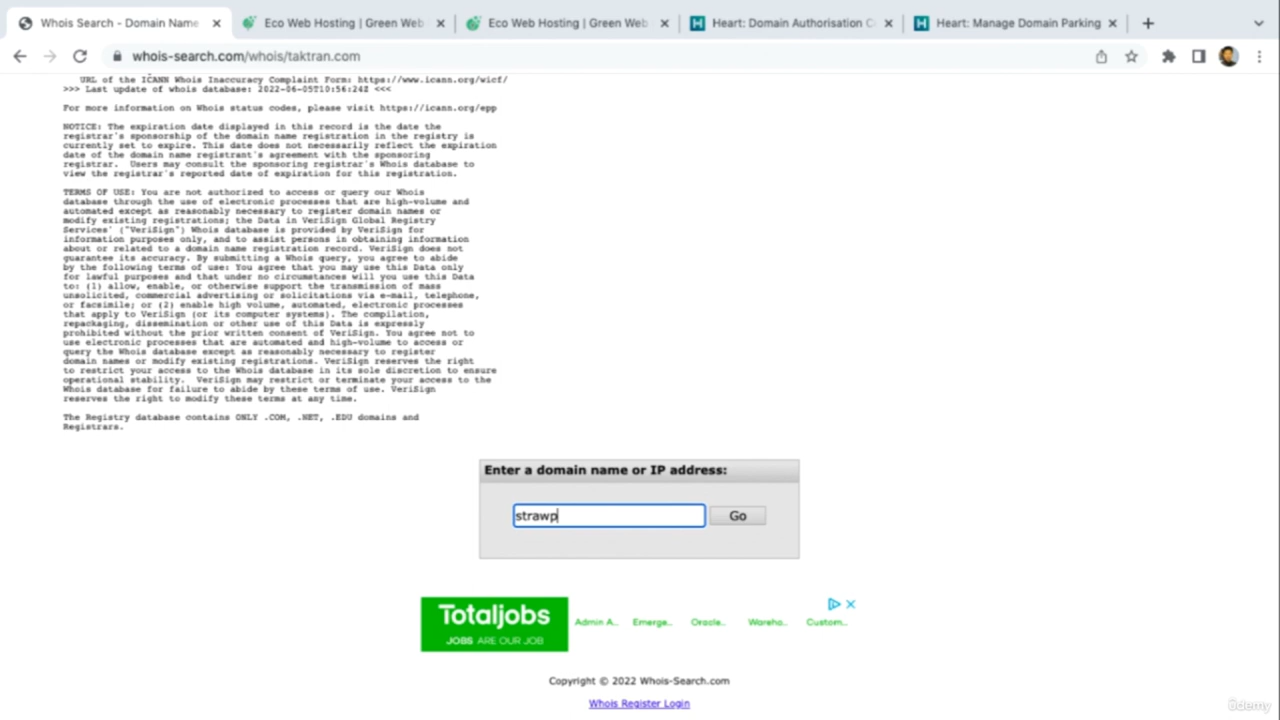 Whois Search - Domain Name
Eco Web Hosting | Green Web
Eco Web Hosting | Green Web
Heart: Domain Authorisation C
Heart: Manage Domain Parking
whois-search.com/whois/taktran.com
URL of the ICANN Whois Inaccuracy Complaint Form: https://www.icann.org/wicf/
>>> Last update of whois database: 2022-06-05T10:56:24Z <<<
For more information on Whois status codes, please visit https://icann.org/epp
NOTICE: The expiration date displayed in this record is the date the
registrar's sponsorship of the domain name registration in the registry is
currently set to expire. This date does not necessarily reflect the expiration
date of the domain name registrant's agreement with the sponsoring
registrar. Users may consult the sponsoring registrar's Whois database to
view the registrar's reported date of expiration for this registration.
TERMS OF USE: You are not authorized to access or query our Whois
database through the use of electronic processes that are high-volume and
automated except as reasonably necessary to register domain names or
modify existing registrations; the Data in VeriSign Global Registry
Services' ("VeriSign") Whois database is provided by VeriSign for
information purposes only, and to assist persons in obtaining information
about or related to a domain name registration record. VeriSign does not
guarantee its accuracy. By submitting a Whois query, you agree to abide
by the following terms of use: You agree that you may use this Data only
for lawful purposes and that under no circumstances will you use this Data
to: (1) allow, enable, or otherwise support the transmission of mass
unsolicited, commercial advertising or solicitations via e-mail, telephone,
or facsimile; or (2) enable high volume, automated, electronic processes
that apply to VeriSign (or its computer systems). The compilation,
repackaging, dissemination or other use of this Data is expressly
prohibited without the prior written consent of VeriSign. You agree not to
use electronic processes that are automated and high-volume to access or
query the Whois database except as reasonably necessary to register
domain names or modify existing registrations. VeriSign reserves the right
to restrict your access to the Whois database in its sole discretion to ensure
operational stability. VeriSign may restrict or terminate your access to the
Whois database for failure to abide by these terms of use. VeriSign
reserves the right to modify these terms at any time.
The Registry database contains ONLY .COM, .NET, .EDU domains and
Registrars.
Enter a domain name or IP address:
strawp
Go
Totaljobs
JOBS ARE OUR JOB
Admin A..
Emerge..
Oracle..
Wareho..
Custom..
Copyright © 2022 Whois-Search.com
Whois Register Login
ûdemy